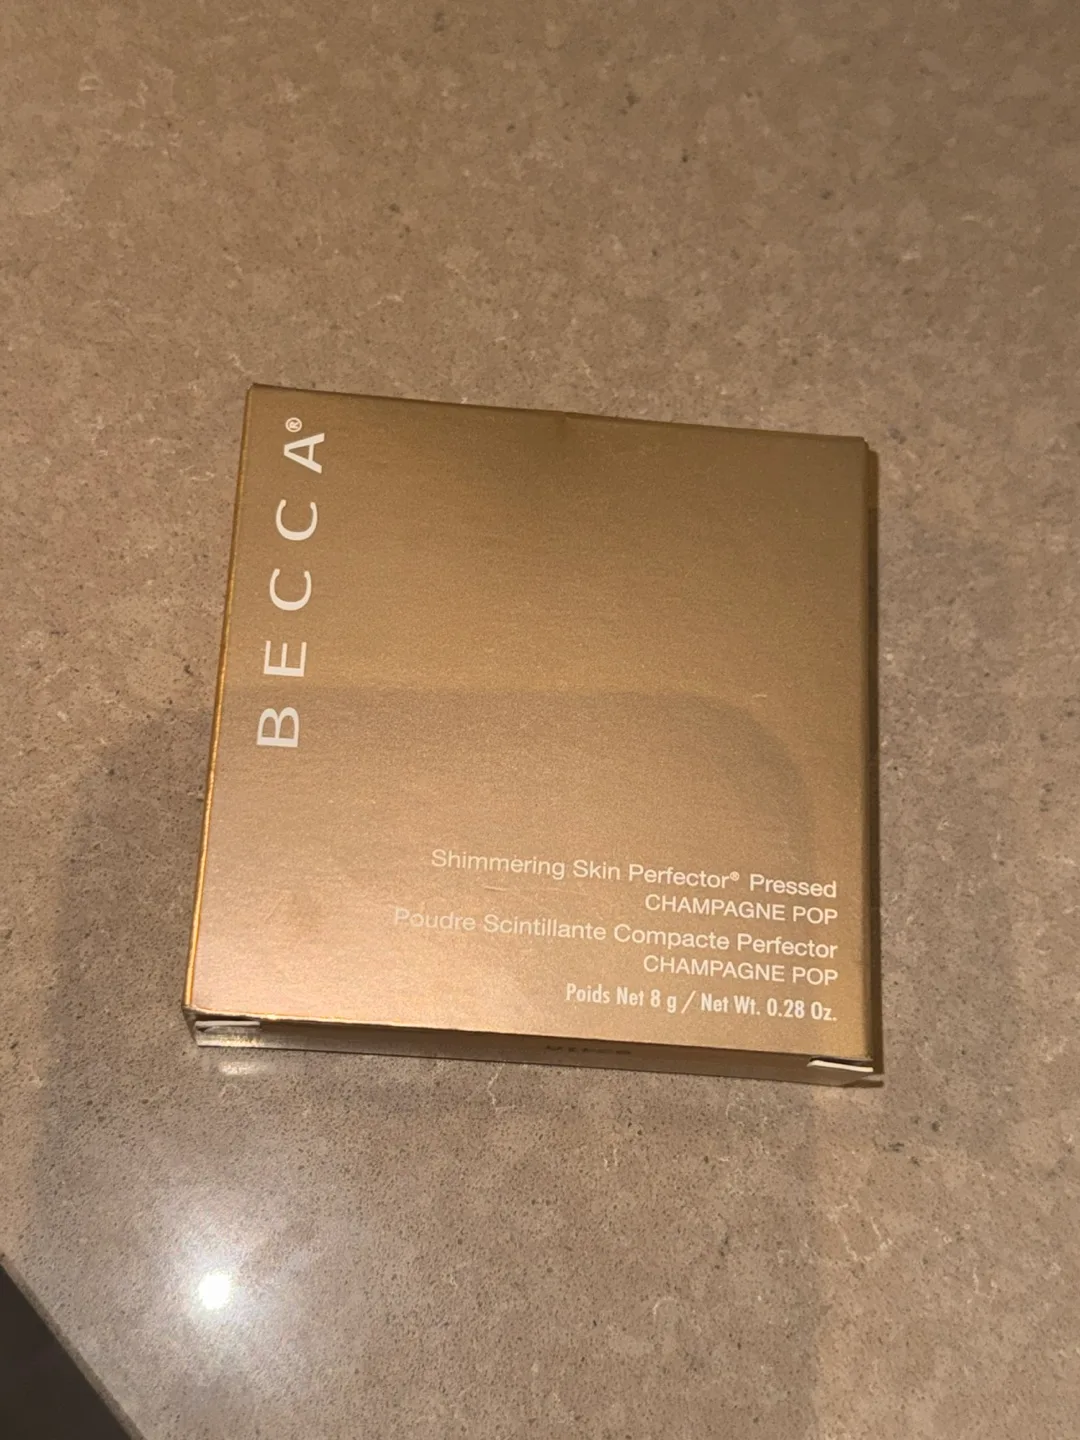 BECCA®
Shimmering Skin Perfector® Pressed
CHAMPAGNE POP
Poudre Scintillante Compacte Perfector
CHAMPAGNE POP
Poids Net 8 g / Net Wt. 0.28 Oz.